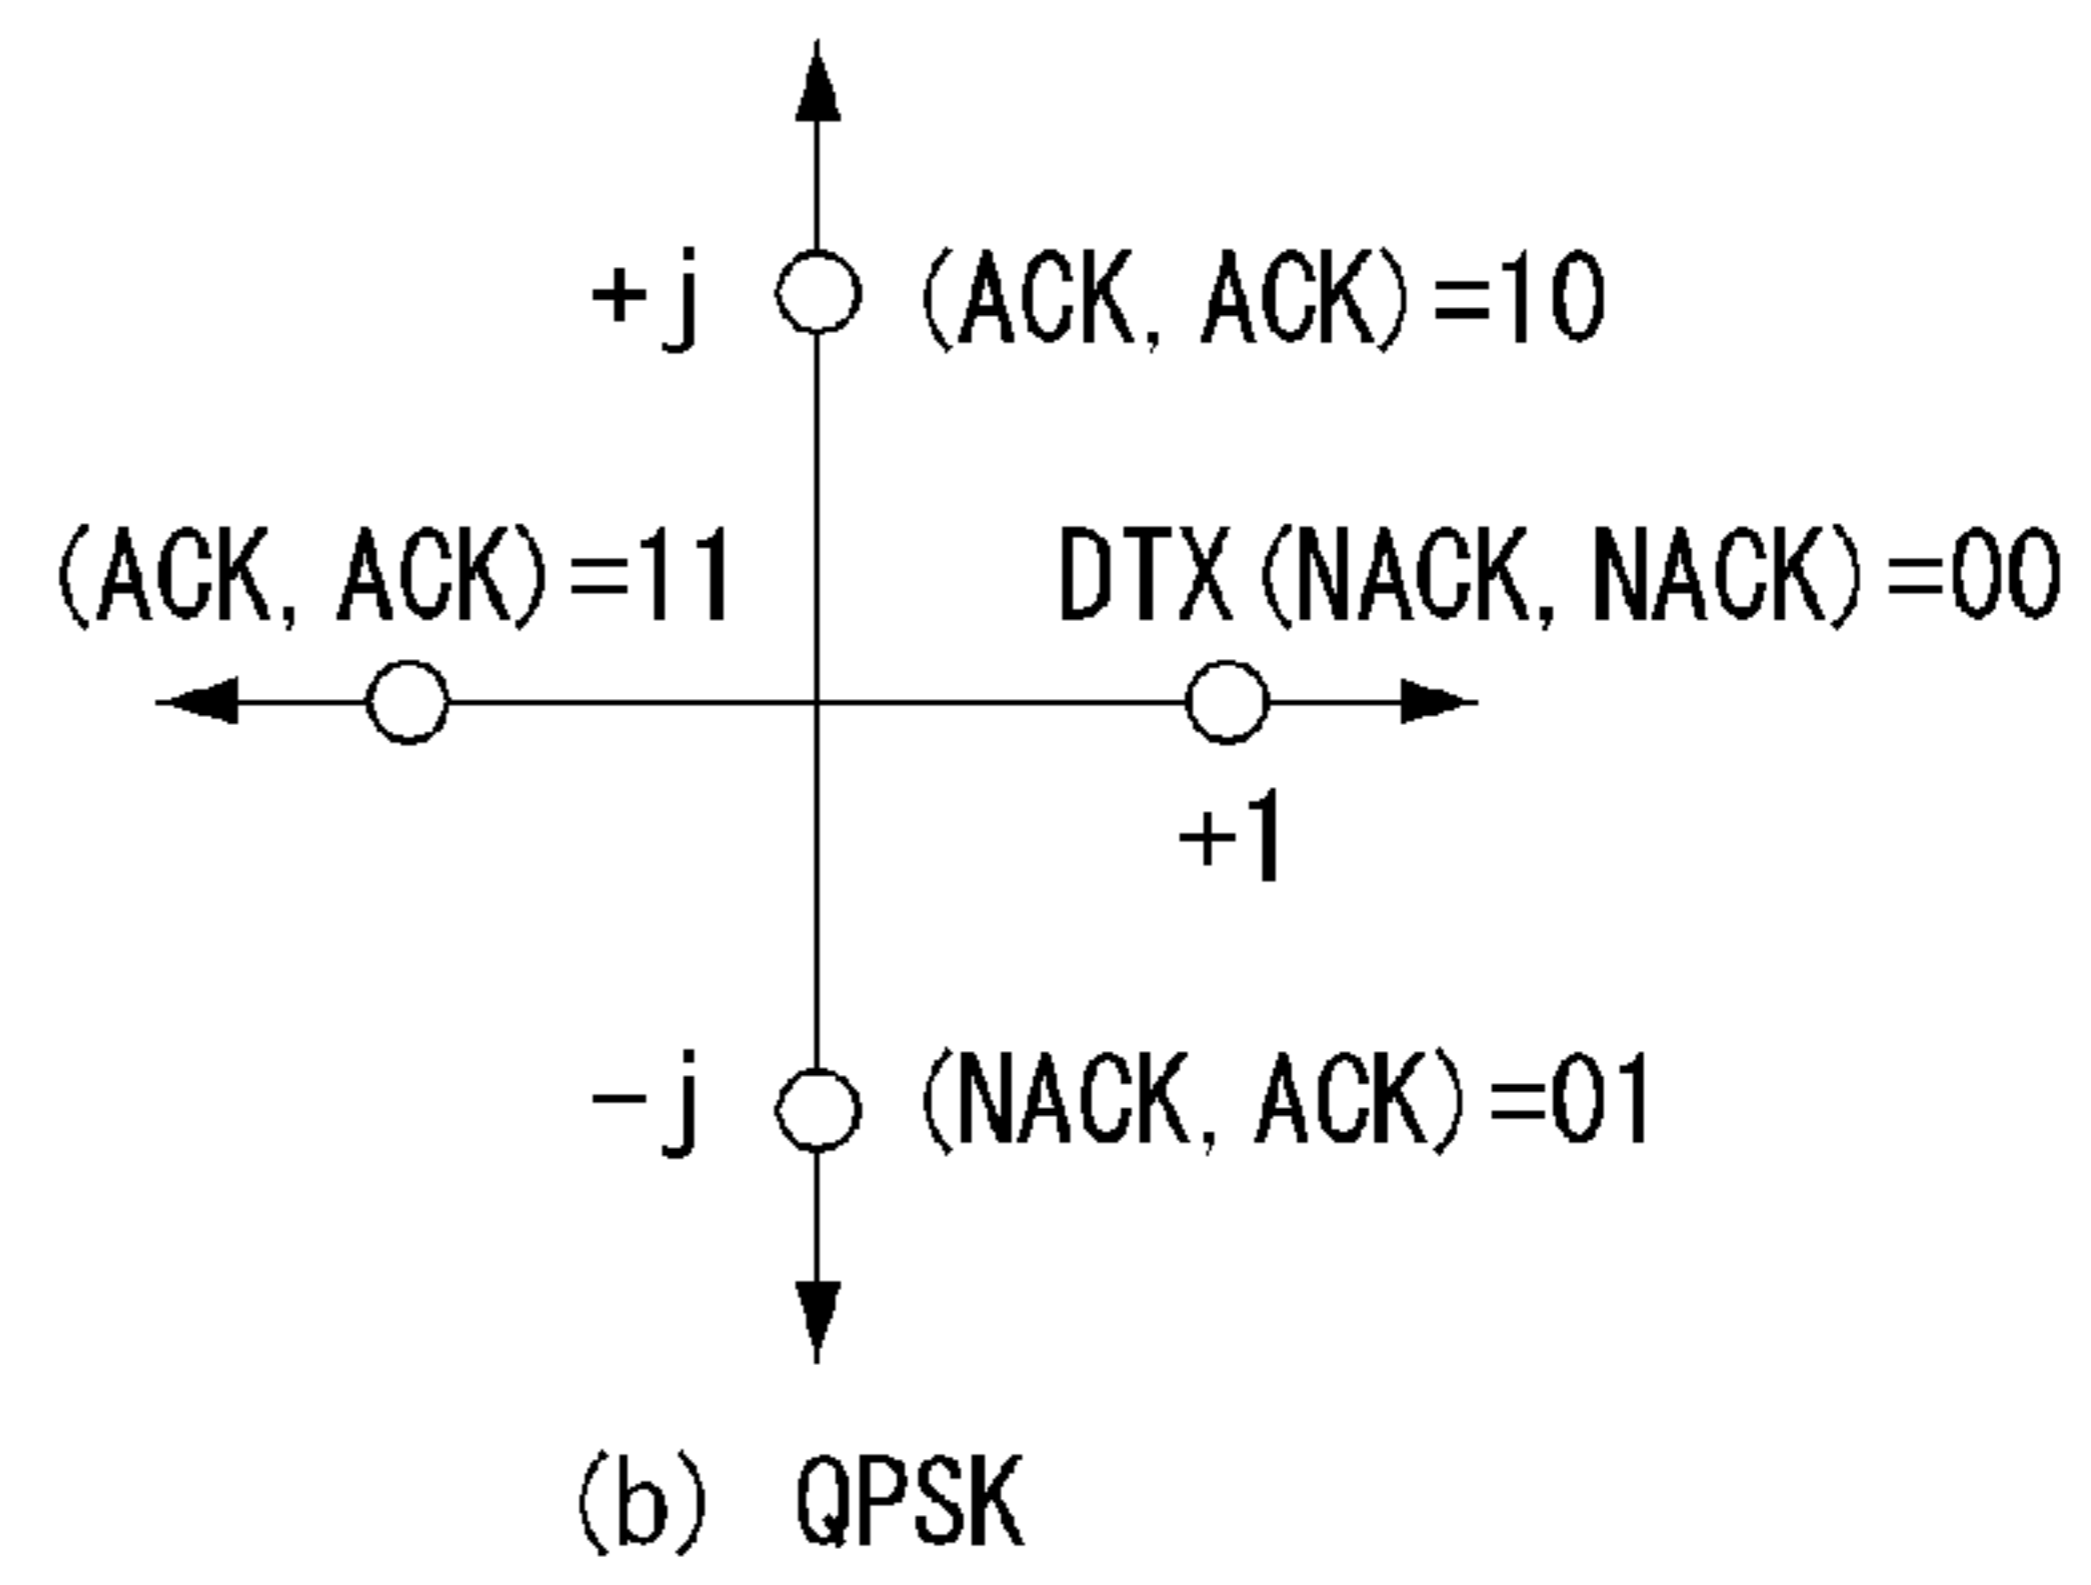 +j (ACK, ACK)=10
(ACK, ACK)=11 DTX(NACK, NACK)=00
+1
-j (NACK, ACK)=01
(b) QPSK